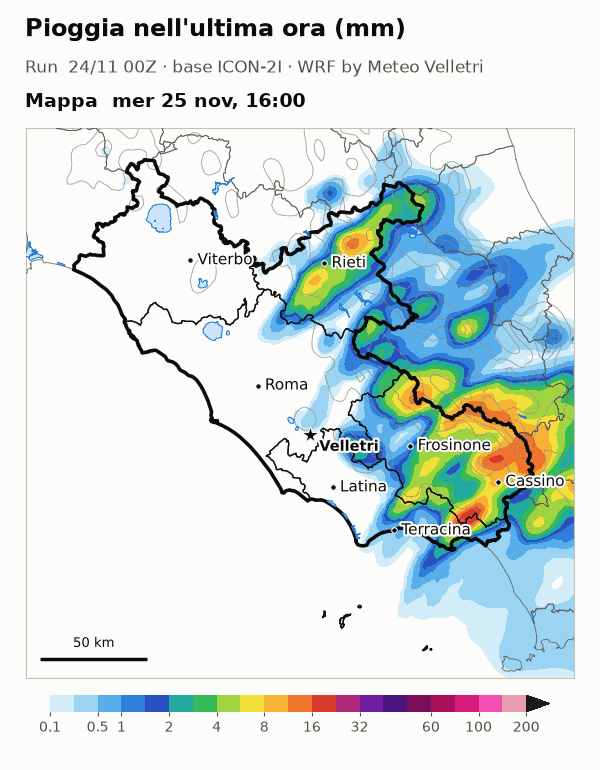 Pioggia nell'ultima ora (mm)
Run  24/11 00Z · base ICON-2I · WRF by Meteo Velletri
Mappa  mer 25 nov, 16:00
Viterbo
Rieti
Roma
Velletri
Frosinone
Latina
Cassino
Terracina
50 km
0.1 0.5 1 2 4 8 16 32 60 100 200